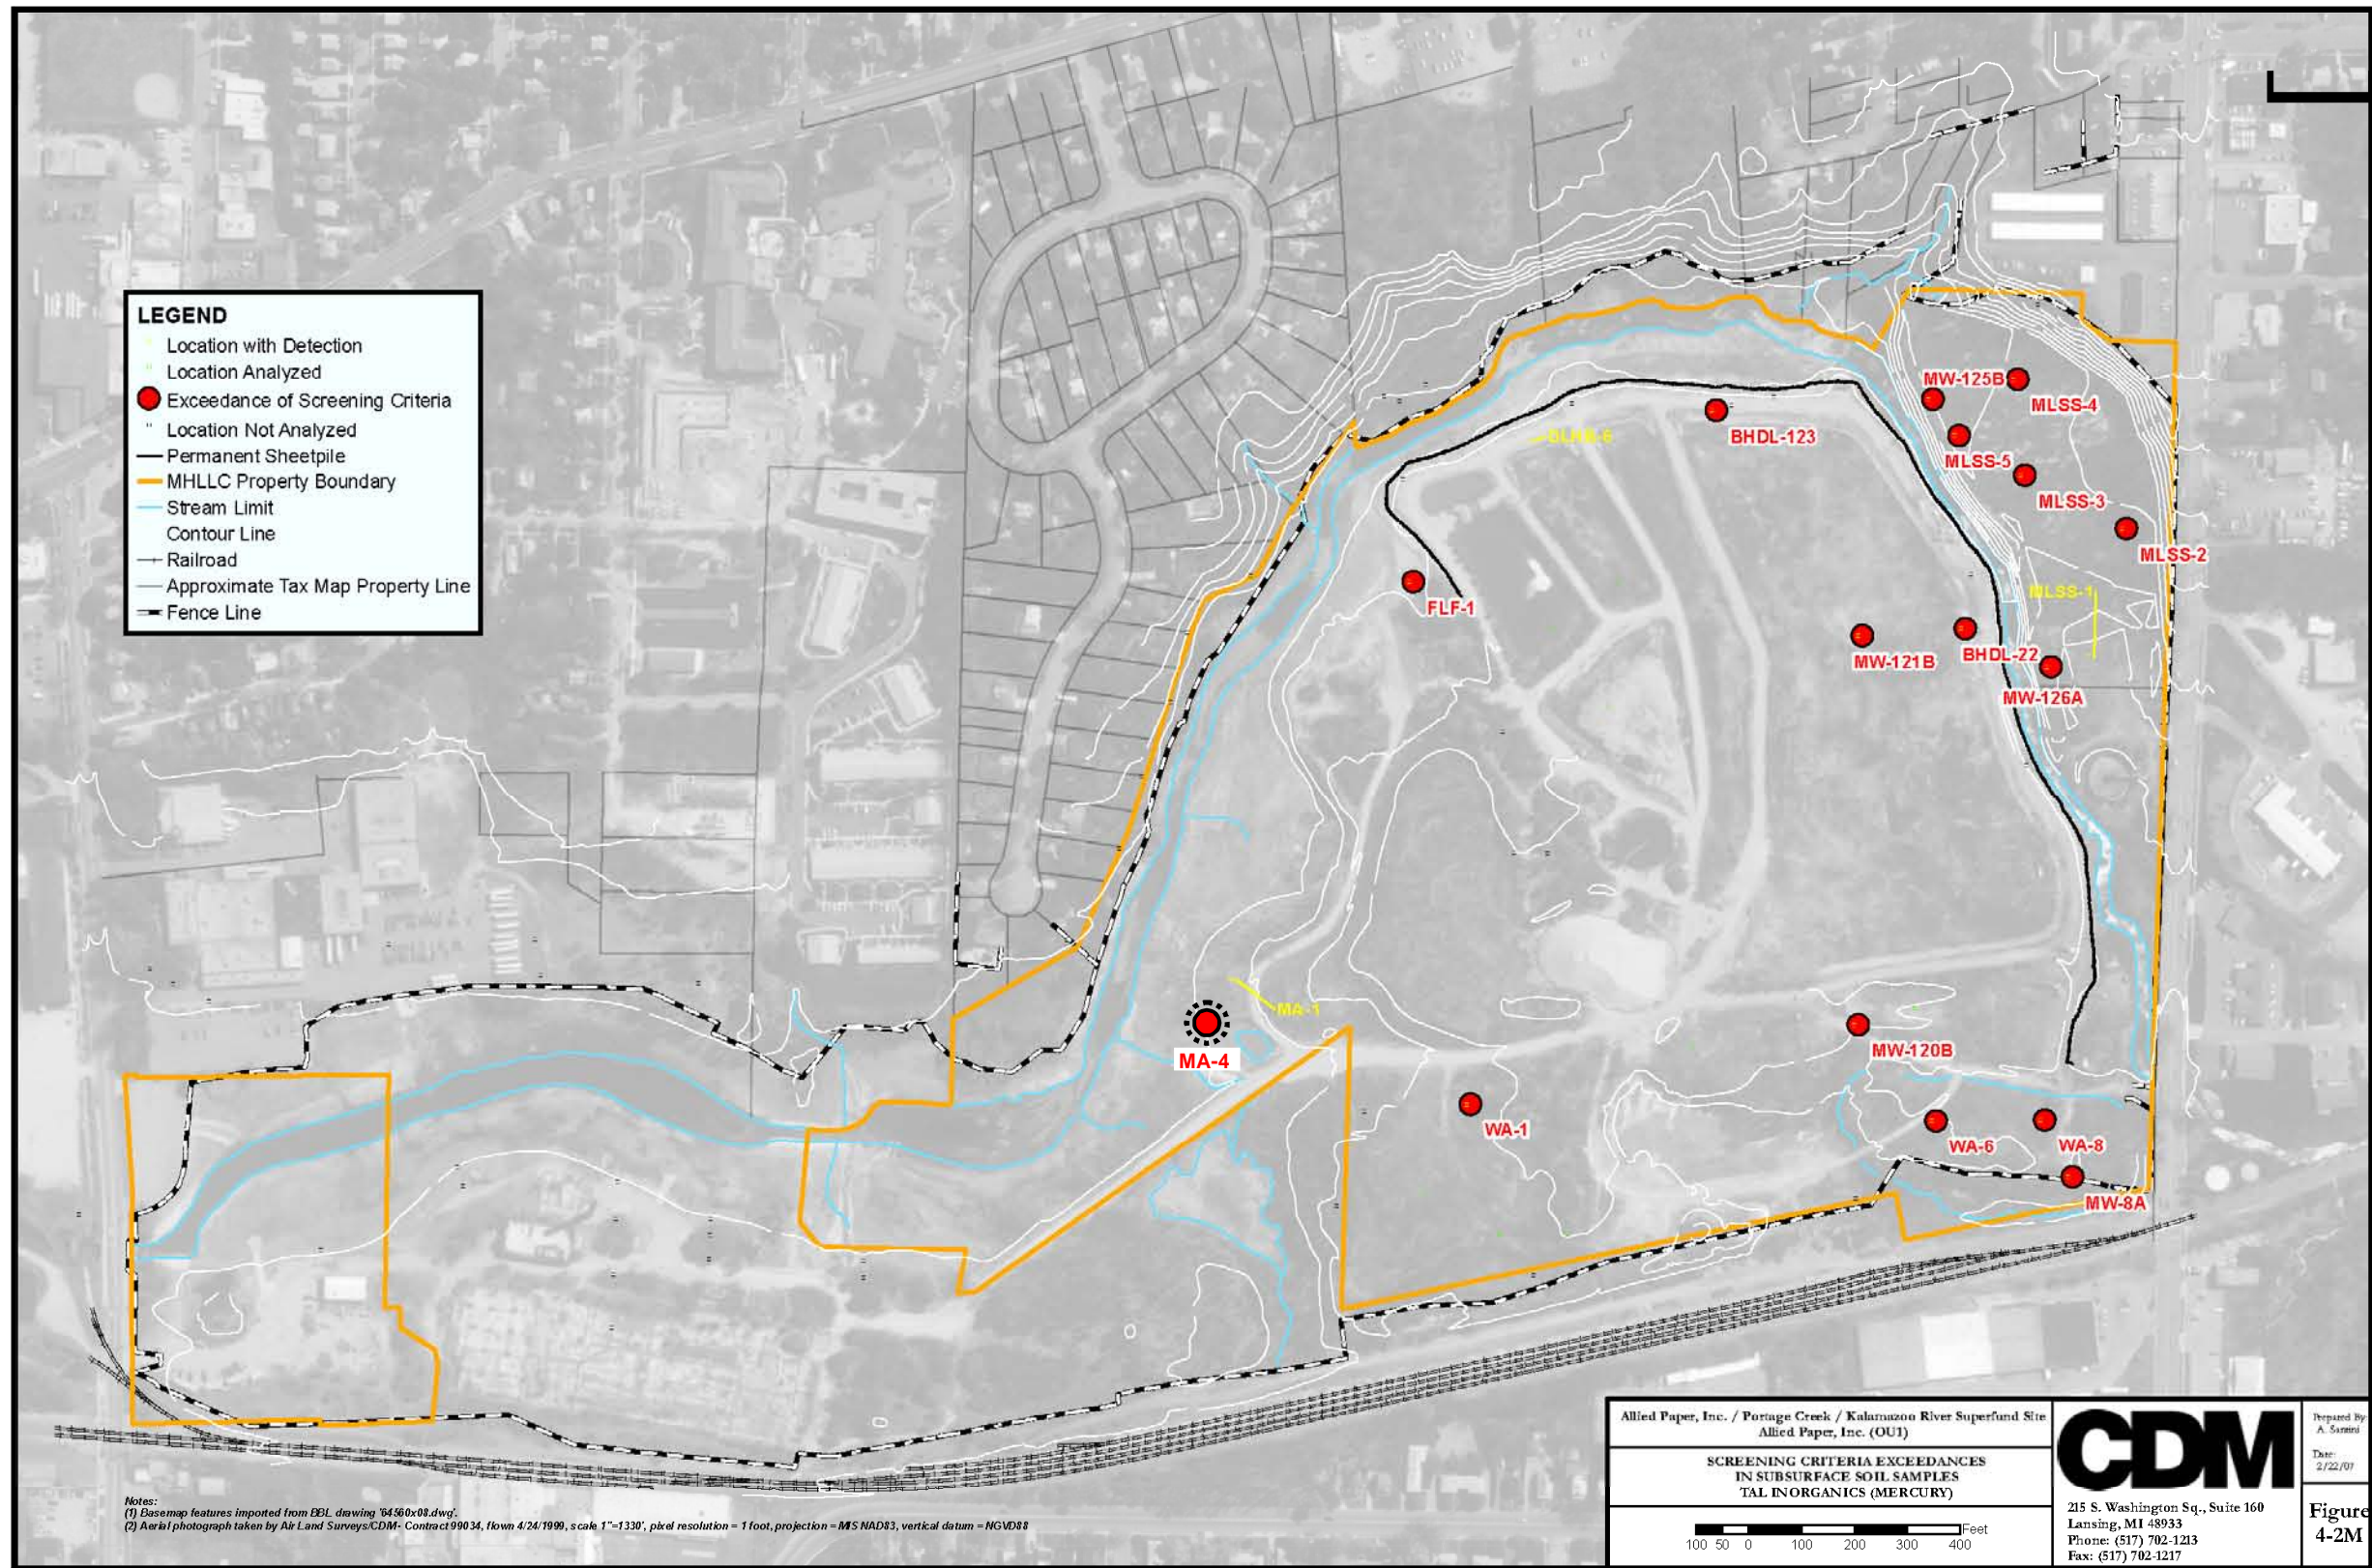 LEGEND
Location with Detection
Location Analyzed
Exceedance of Screening Criteria
Location Not Analyzed
Permanent Sheetpile
MHLLC Property Boundary
Stream Limit
Contour Line
Railroad
Approximate Tax Map Property Line
Fence Line
MW-125B
MLSS-4
BHDL-123
MLSS-5
MLSS-3
MLSS-2
FLF-1
MLSS-1
MW-121B
BHDL-22
MW-126A
MA-1
MA-4
MW-120B
WA-1
WA-6
WA-8
MW-8A
Notes:
(1) Basemap features imported from BBL drawing '64560x08.dwg'.
(2) Aerial photograph taken by Air Land Surveys/CDM- Contract 99034, flown 4/24/1999, scale 1"=1330', pixel resolution = 1 foot, projection = MIS NAD83, vertical datum = NGVD88
Allied Paper, Inc. / Portage Creek / Kalamazoo River Superfund Site
Allied Paper, Inc. (OU1)
SCREENING CRITERIA EXCEEDANCES
IN SUBSURFACE SOIL SAMPLES
TAL INORGANICS (MERCURY)
Feet
100 50 0 100 200 300 400
CDM
215 S. Washington Sq., Suite 160
Lansing, MI 48933
Phone: (517) 702-1213
Fax: (517) 702-1217
Prepared By
A. Santini
Date:
2/22/07
Figure
4-2M